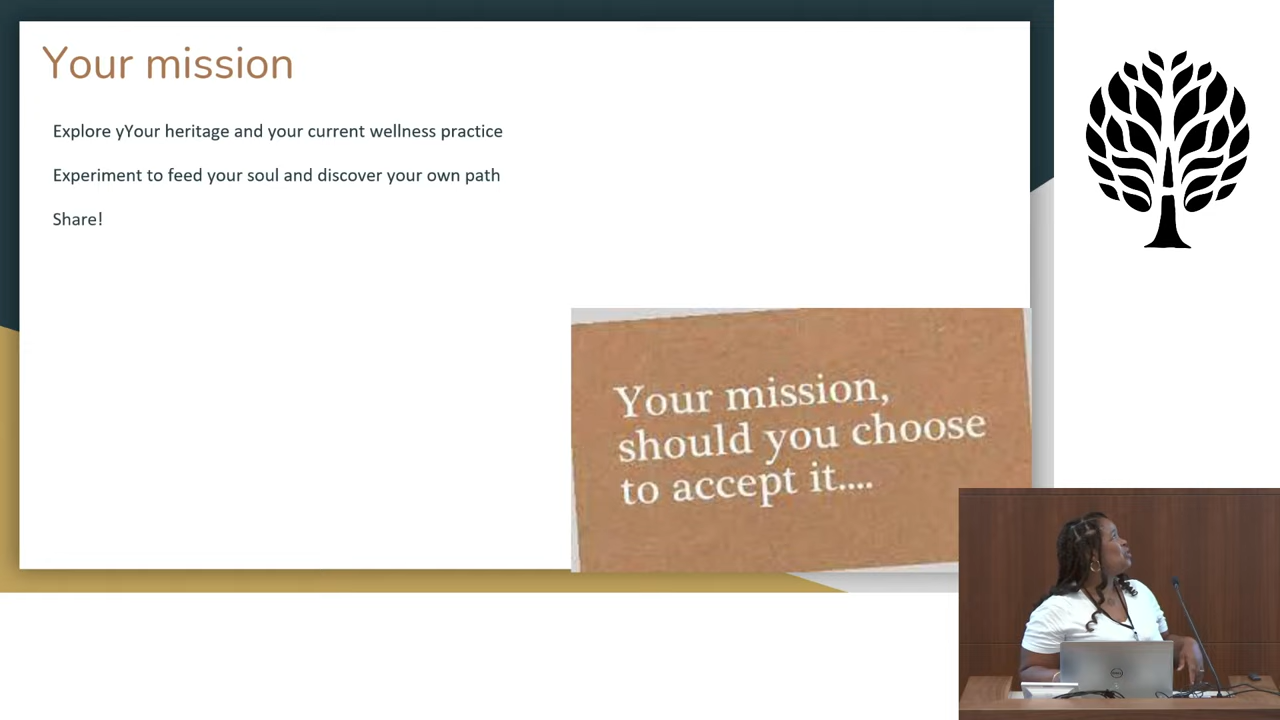 Your mission
Explore yYour heritage and your current wellness practice
Experiment to feed your soul and discover your own path
Share!
Your mission,
should you choose
to accept it....